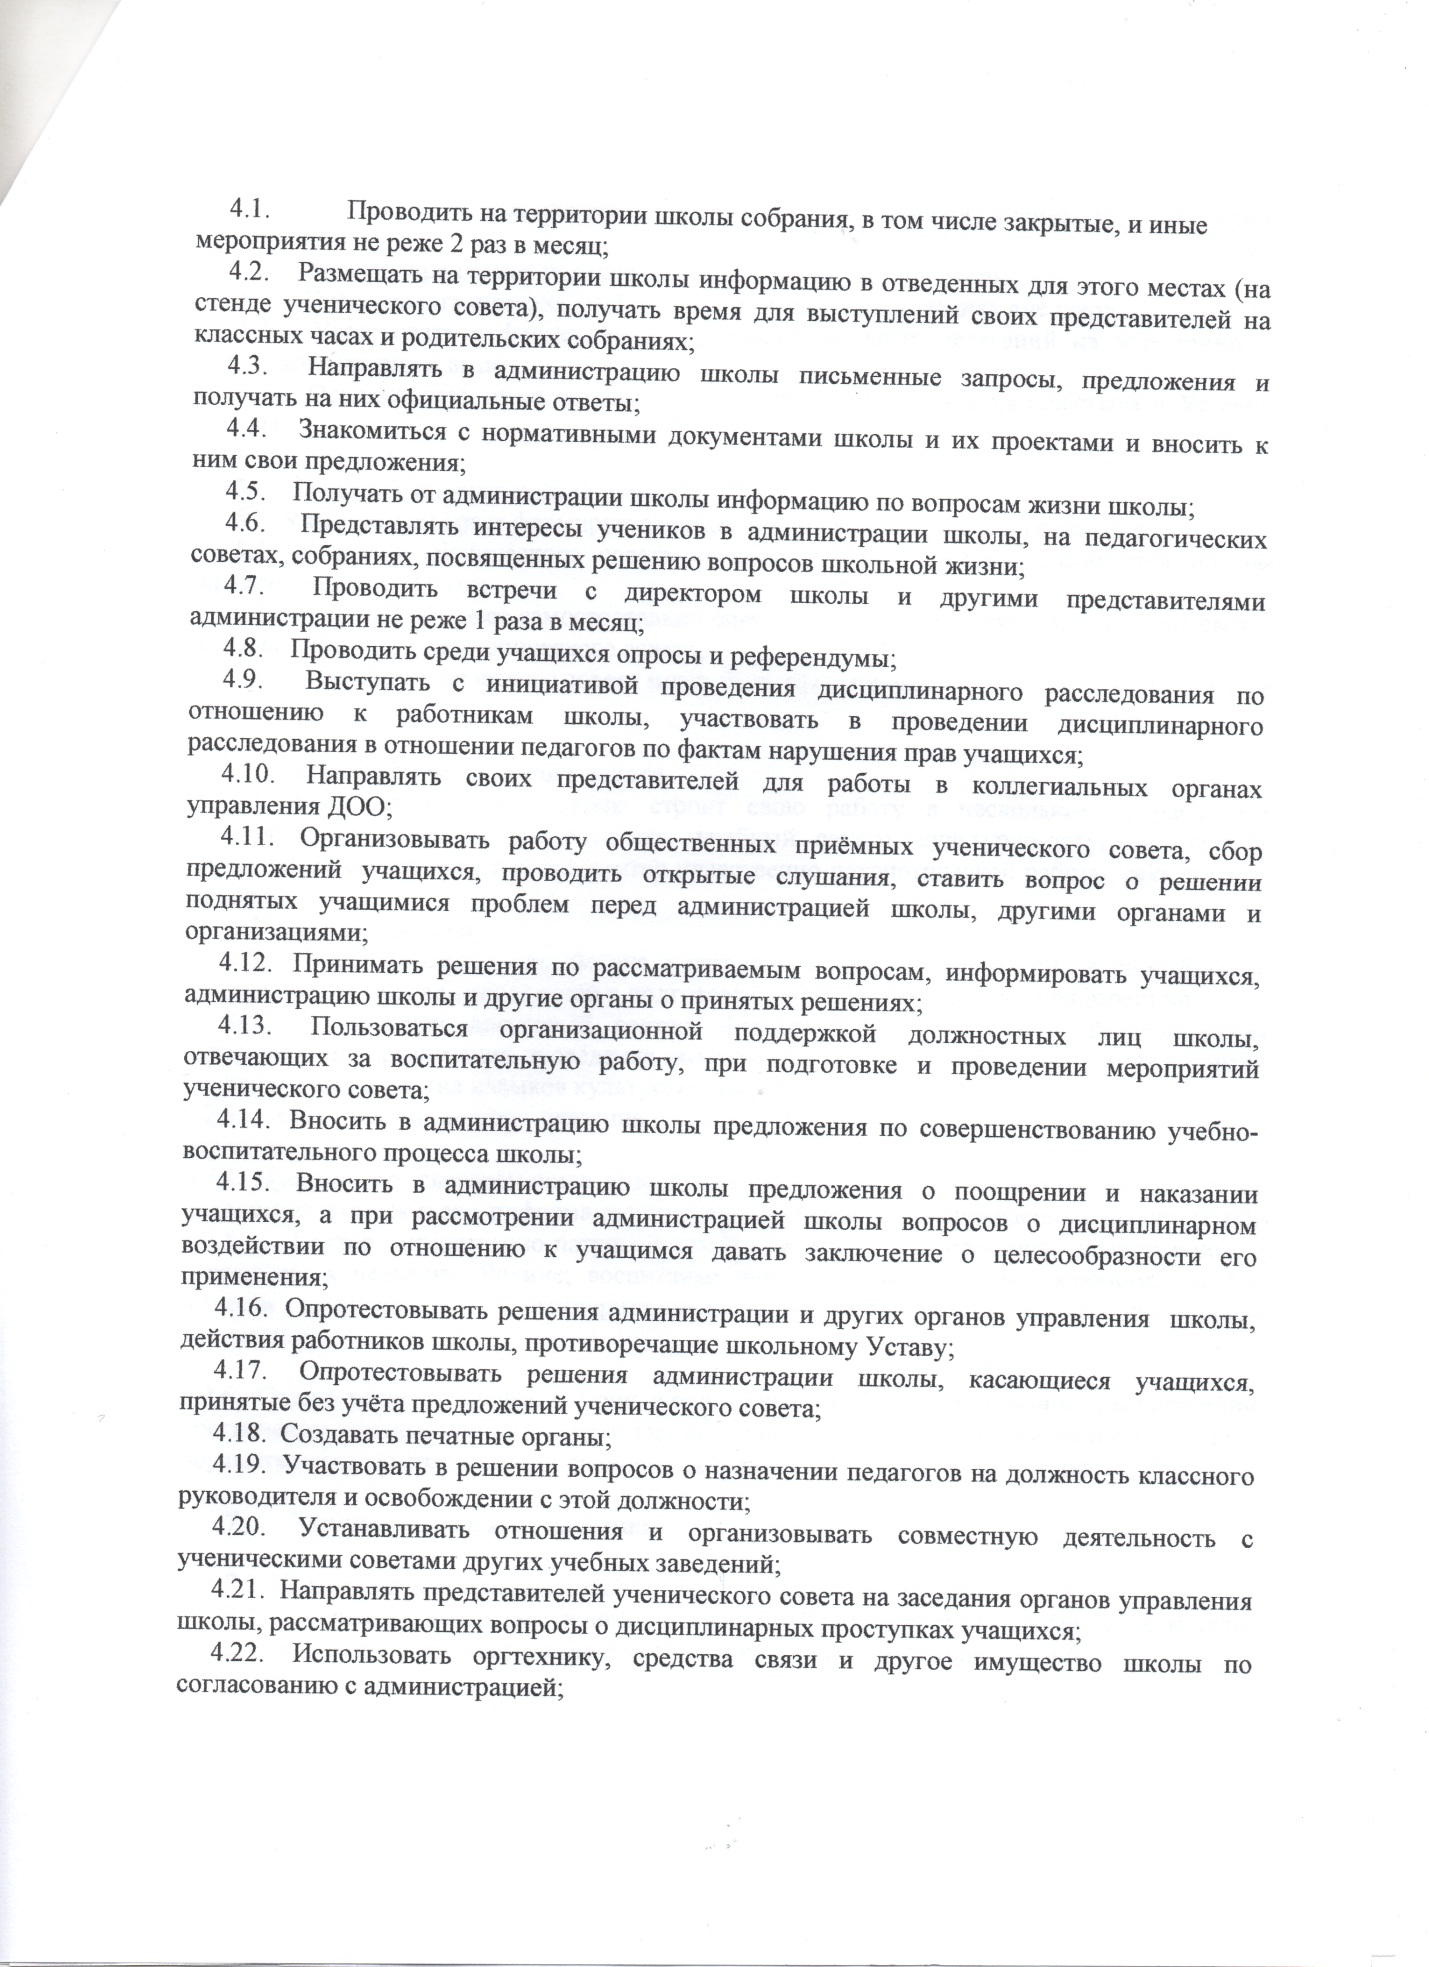 4.1. Проводить на территории школы собрания, в том числе закрытые, и иные
мероприятия не реже 2 раз в месяц;
4.2. Размещать на территории школы информацию в отведенных для этого местах (на
стенде ученического совета), получать время для выступлений своих представителей на
классных часах и родительских собраниях;
4.3. Направлять в администрацию школы письменные запросы, предложения и
получать на них официальные ответы;
4.4. Знакомиться с нормативными документами школы и их проектами и вносить к
ним свои предложения;
4.5. Получать от администрации школы информацию по вопросам жизни школы;
4.6. Представлять интересы учеников в администрации школы, на педагогических
советах, собраниях, посвященных решению вопросов школьной жизни;
4.7. Проводить встречи с директором школы и другими представителями
администрации не реже 1 раза в месяц;
4.8. Проводить среди учащихся опросы и референдумы;
4.9. Выступать с инициативой проведения дисциплинарного расследования по
отношению к работникам школы, участвовать в проведении дисциплинарного
расследования в отношении педагогов по фактам нарушения прав учащихся;
4.10. Направлять своих представителей для работы в коллегиальных органах
управления ДОО;
4.11. Организовывать работу общественных приёмных ученического совета, сбор
предложений учащихся, проводить открытые слушания, ставить вопрос о решении
поднятых учащимися проблем перед администрацией школы, другими органами и
организациями;
4.12. Принимать решения по рассматриваемым вопросам, информировать учащихся,
администрацию школы и другие органы о принятых решениях;
4.13. Пользоваться организационной поддержкой должностных лиц школы,
отвечающих за воспитательную работу, при подготовке и проведении мероприятий
ученического совета;
4.14. Вносить в администрацию школы предложения по совершенствованию учебно-
воспитательного процесса школы;
4.15. Вносить в администрацию школы предложения о поощрении и наказании
учащихся, а при рассмотрении администрацией школы вопросов о дисциплинарном
воздействии по отношению к учащимся давать заключение о целесообразности его
применения;
4.16. Опротестовывать решения администрации и других органов управления школы,
действия работников школы, противоречащие школьному Уставу;
4.17. Опротестовывать решения администрации школы, касающиеся учащихся,
принятые без учёта предложений ученического совета;
4.18. Создавать печатные органы;
4.19. Участвовать в решении вопросов о назначении педагогов на должность классного
руководителя и освобождении с этой должности;
4.20. Устанавливать отношения и организовывать совместную деятельность с
ученическими советами других учебных заведений;
4.21. Направлять представителей ученического совета на заседания органов управления
школы, рассматривающих вопросы о дисциплинарных проступках учащихся;
4.22. Использовать оргтехнику, средства связи и другое имущество школы по
согласованию с администрацией;